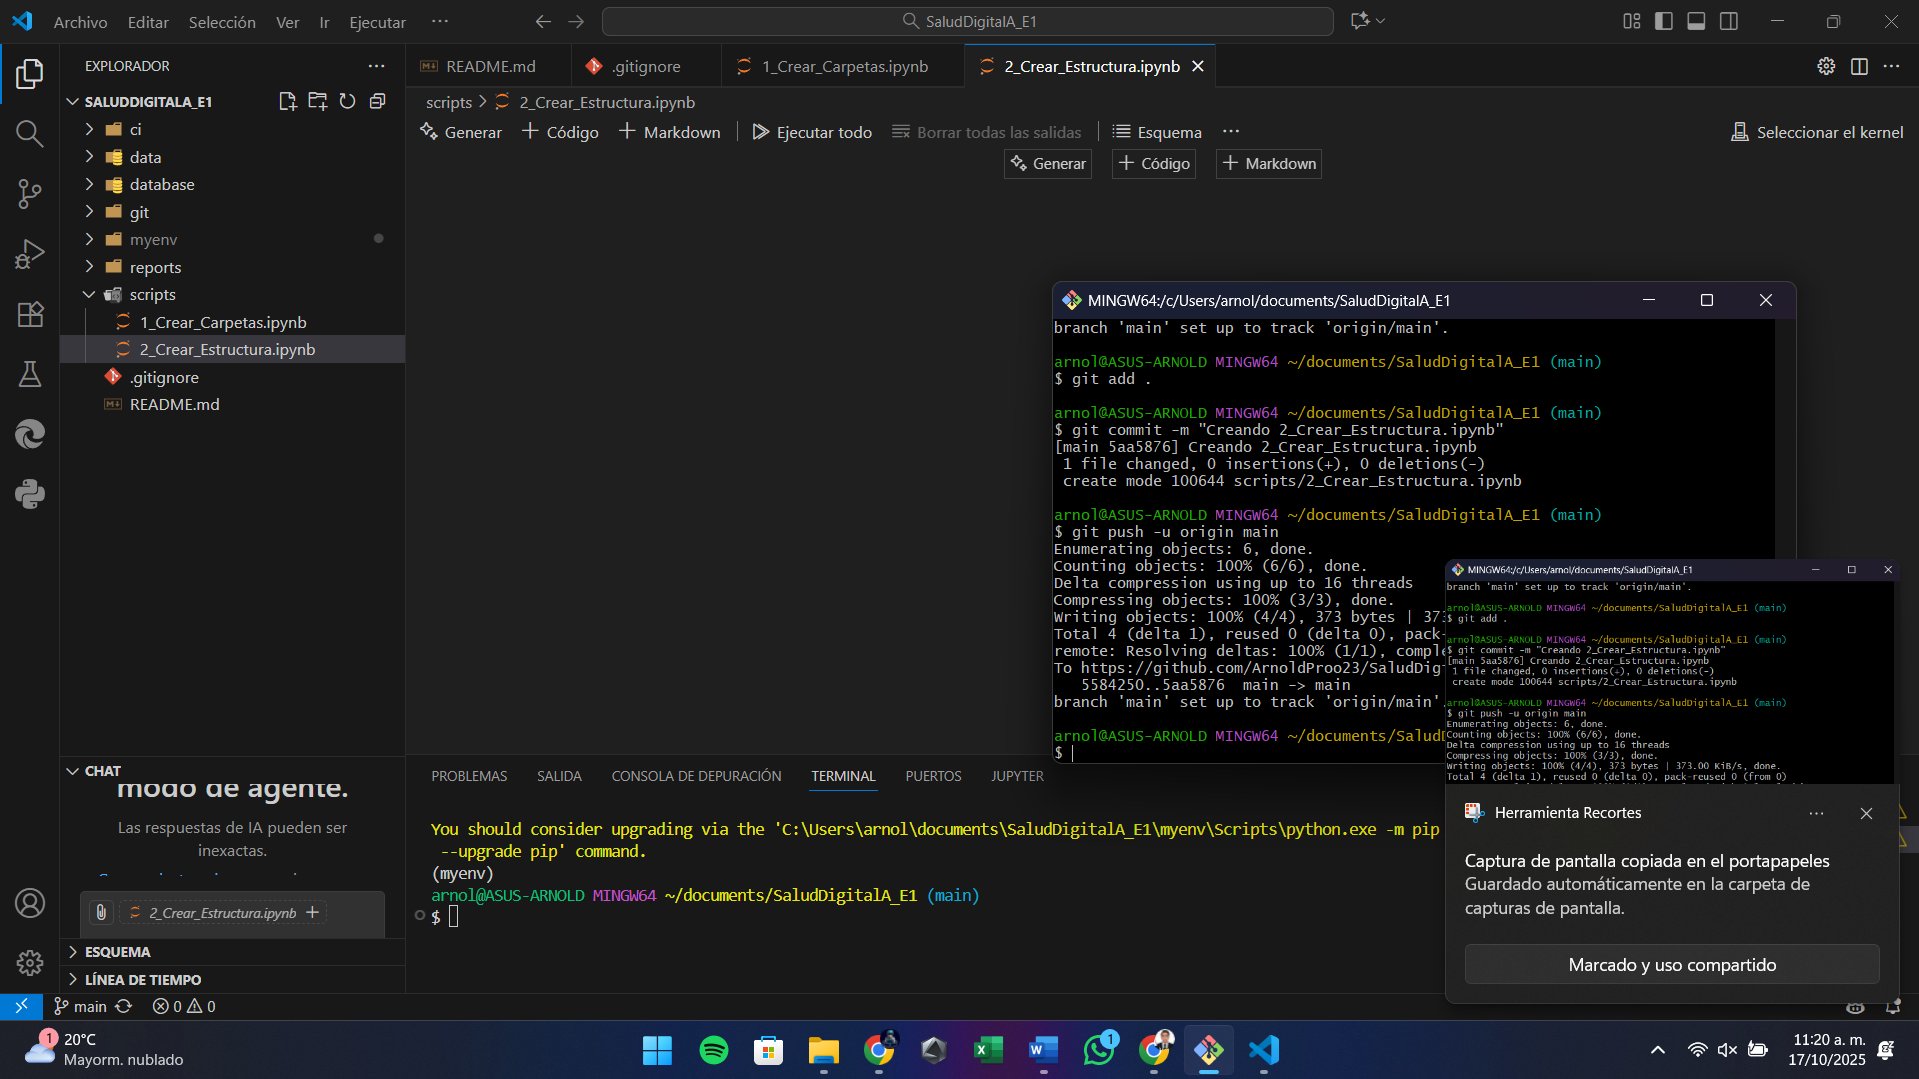 Archivo Editar Selección Ver Ir Ejecutar ···
SaludDigitalA_E1
EXPLORADOR
README.md
.gitignore
1_Crear_Carpetas.ipynb
2_Crear_Estructura.ipynb
SALUDDIGITALA_E1
scripts > 2_Crear_Estructura.ipynb
Generar + Código + Markdown | Ejecutar todo Borrar todas las salidas | Esquema ···
Seleccionar el kernel
Generar + Código + Markdown
ci
data
database
git
myenv
reports
scripts
1_Crear_Carpetas.ipynb
2_Crear_Estructura.ipynb
.gitignore
README.md
MINGW64:/c/Users/arnol/documents/SaludDigitalA_E1
branch 'main' set up to track 'origin/main'.
arnol@ASUS-ARNOLD MINGW64 ~/documents/SaludDigitalA_E1 (main)
$ git add .
arnol@ASUS-ARNOLD MINGW64 ~/documents/SaludDigitalA_E1 (main)
$ git commit -m "Creando 2_Crear_Estructura.ipynb"
[main 5aa5876] Creando 2_Crear_Estructura.ipynb
1 file changed, 0 insertions(+), 0 deletions(-)
create mode 100644 scripts/2_Crear_Estructura.ipynb
arnol@ASUS-ARNOLD MINGW64 ~/documents/SaludDigitalA_E1 (main)
$ git push -u origin main
Enumerating objects: 6, done.
Counting objects: 100% (6/6), done.
Delta compression using up to 16 threads
Compressing objects: 100% (3/3), done.
Writing objects: 100% (4/4), 373 bytes | 37
Total 4 (delta 1), reused 0 (delta 0), pack-
remote: Resolving deltas: 100% (1/1), comple
To https://github.com/ArnoldProo23/SaludDig
5584250..5aa5876 main -> main
branch 'main' set up to track 'origin/main'
arnol@ASUS-ARNOLD MINGW64 ~/documents/Salud
$
MINGW64:/c/Users/arnol/documents/SaludDigitalA_E1
branch 'main' set up to track 'origin/main'.
arnol@ASUS-ARNOLD MINGW64 ~/documents/SaludDigitalA_E1 (main)
$ git add .
arnol@ASUS-ARNOLD MINGW64 ~/documents/SaludDigitalA_E1 (main)
$ git commit -m "Creando 2_Crear_Estructura.ipynb"
[main 5aa5876] Creando 2_Crear_Estructura.ipynb
1 file changed, 0 insertions(+), 0 deletions(-)
create mode 100644 scripts/2_Crear_Estructura.ipynb
arnol@ASUS-ARNOLD MINGW64 ~/documents/SaludDigitalA_E1 (main)
$ git push -u origin main
Enumerating objects: 6, done.
Counting objects: 100% (6/6), done.
Delta compression using up to 16 threads
Compressing objects: 100% (3/3), done.
Writing objects: 100% (4/4), 373 bytes | 373.00 KiB/s, done.
Total 4 (delta 1), reused 0 (delta 0), pack-reused 0 (from 0)
Herramienta Recortes
Captura de pantalla copiada en el portapapeles
Guardado automáticamente en la carpeta de
capturas de pantalla.
Marcado y uso compartido
CHAT
modo de agente.
Las respuestas de IA pueden ser
inexactas.
2_Crear_Estructura.ipynb +
ESQUEMA
LÍNEA DE TIEMPO
PROBLEMAS SALIDA CONSOLA DE DEPURACIÓN TERMINAL PUERTOS JUPYTER
You should consider upgrading via the 'C:\Users\arnol\documents\SaludDigitalA_E1\myenv\Scripts\python.exe -m pip
--upgrade pip' command.
(myenv)
arnol@ASUS-ARNOLD MINGW64 ~/documents/SaludDigitalA_E1 (main)
$
main 0 0
1
20°C
Mayorm. nublado
1
11:20 a. m.
17/10/2025